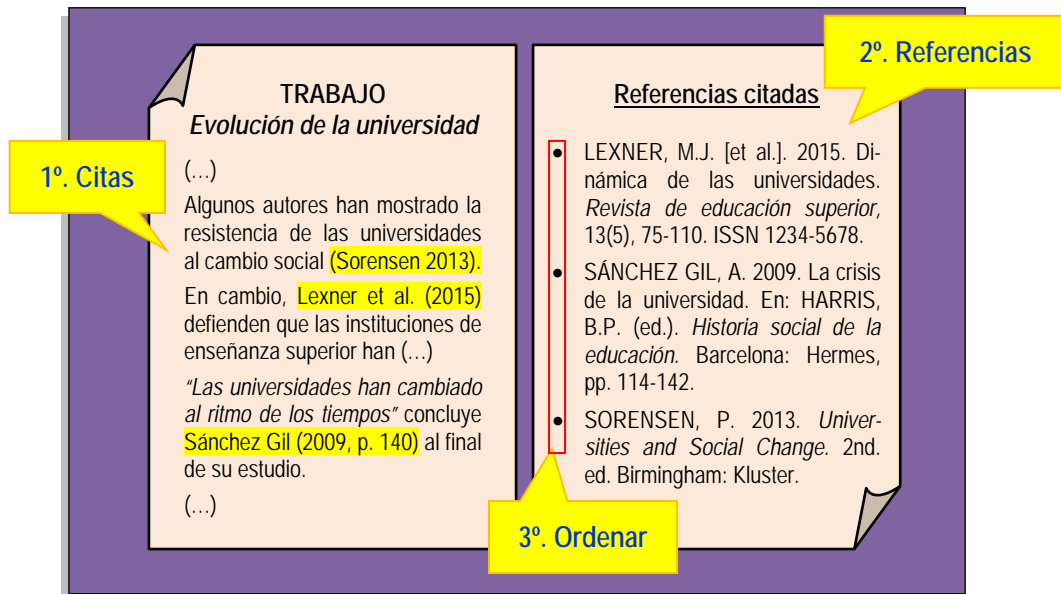 1º. Citas
TRABAJO
Evolución de la universidad
(…)
Algunos autores han mostrado la
resistencia de las universidades
al cambio social (Sorensen 2013).
En cambio, Lexner et al. (2015)
defienden que las instituciones de
enseñanza superior han (…)
“Las universidades han cambiado
al ritmo de los tiempos” concluye
Sánchez Gil (2009, p. 140) al final
de su estudio.
(…)
2º. Referencias
Referencias citadas
• LEXNER, M.J. [et al.]. 2015. Di-
námica de las universidades.
Revista de educación superior,
13(5), 75-110. ISSN 1234-5678.
• SÁNCHEZ GIL, A. 2009. La crisis
de la universidad. En: HARRIS,
B.P. (ed.). Historia social de la
educación. Barcelona: Hermes,
pp. 114-142.
• SORENSEN, P. 2013. Univer-
sities and Social Change. 2nd.
ed. Birmingham: Kluster.
3º. Ordenar